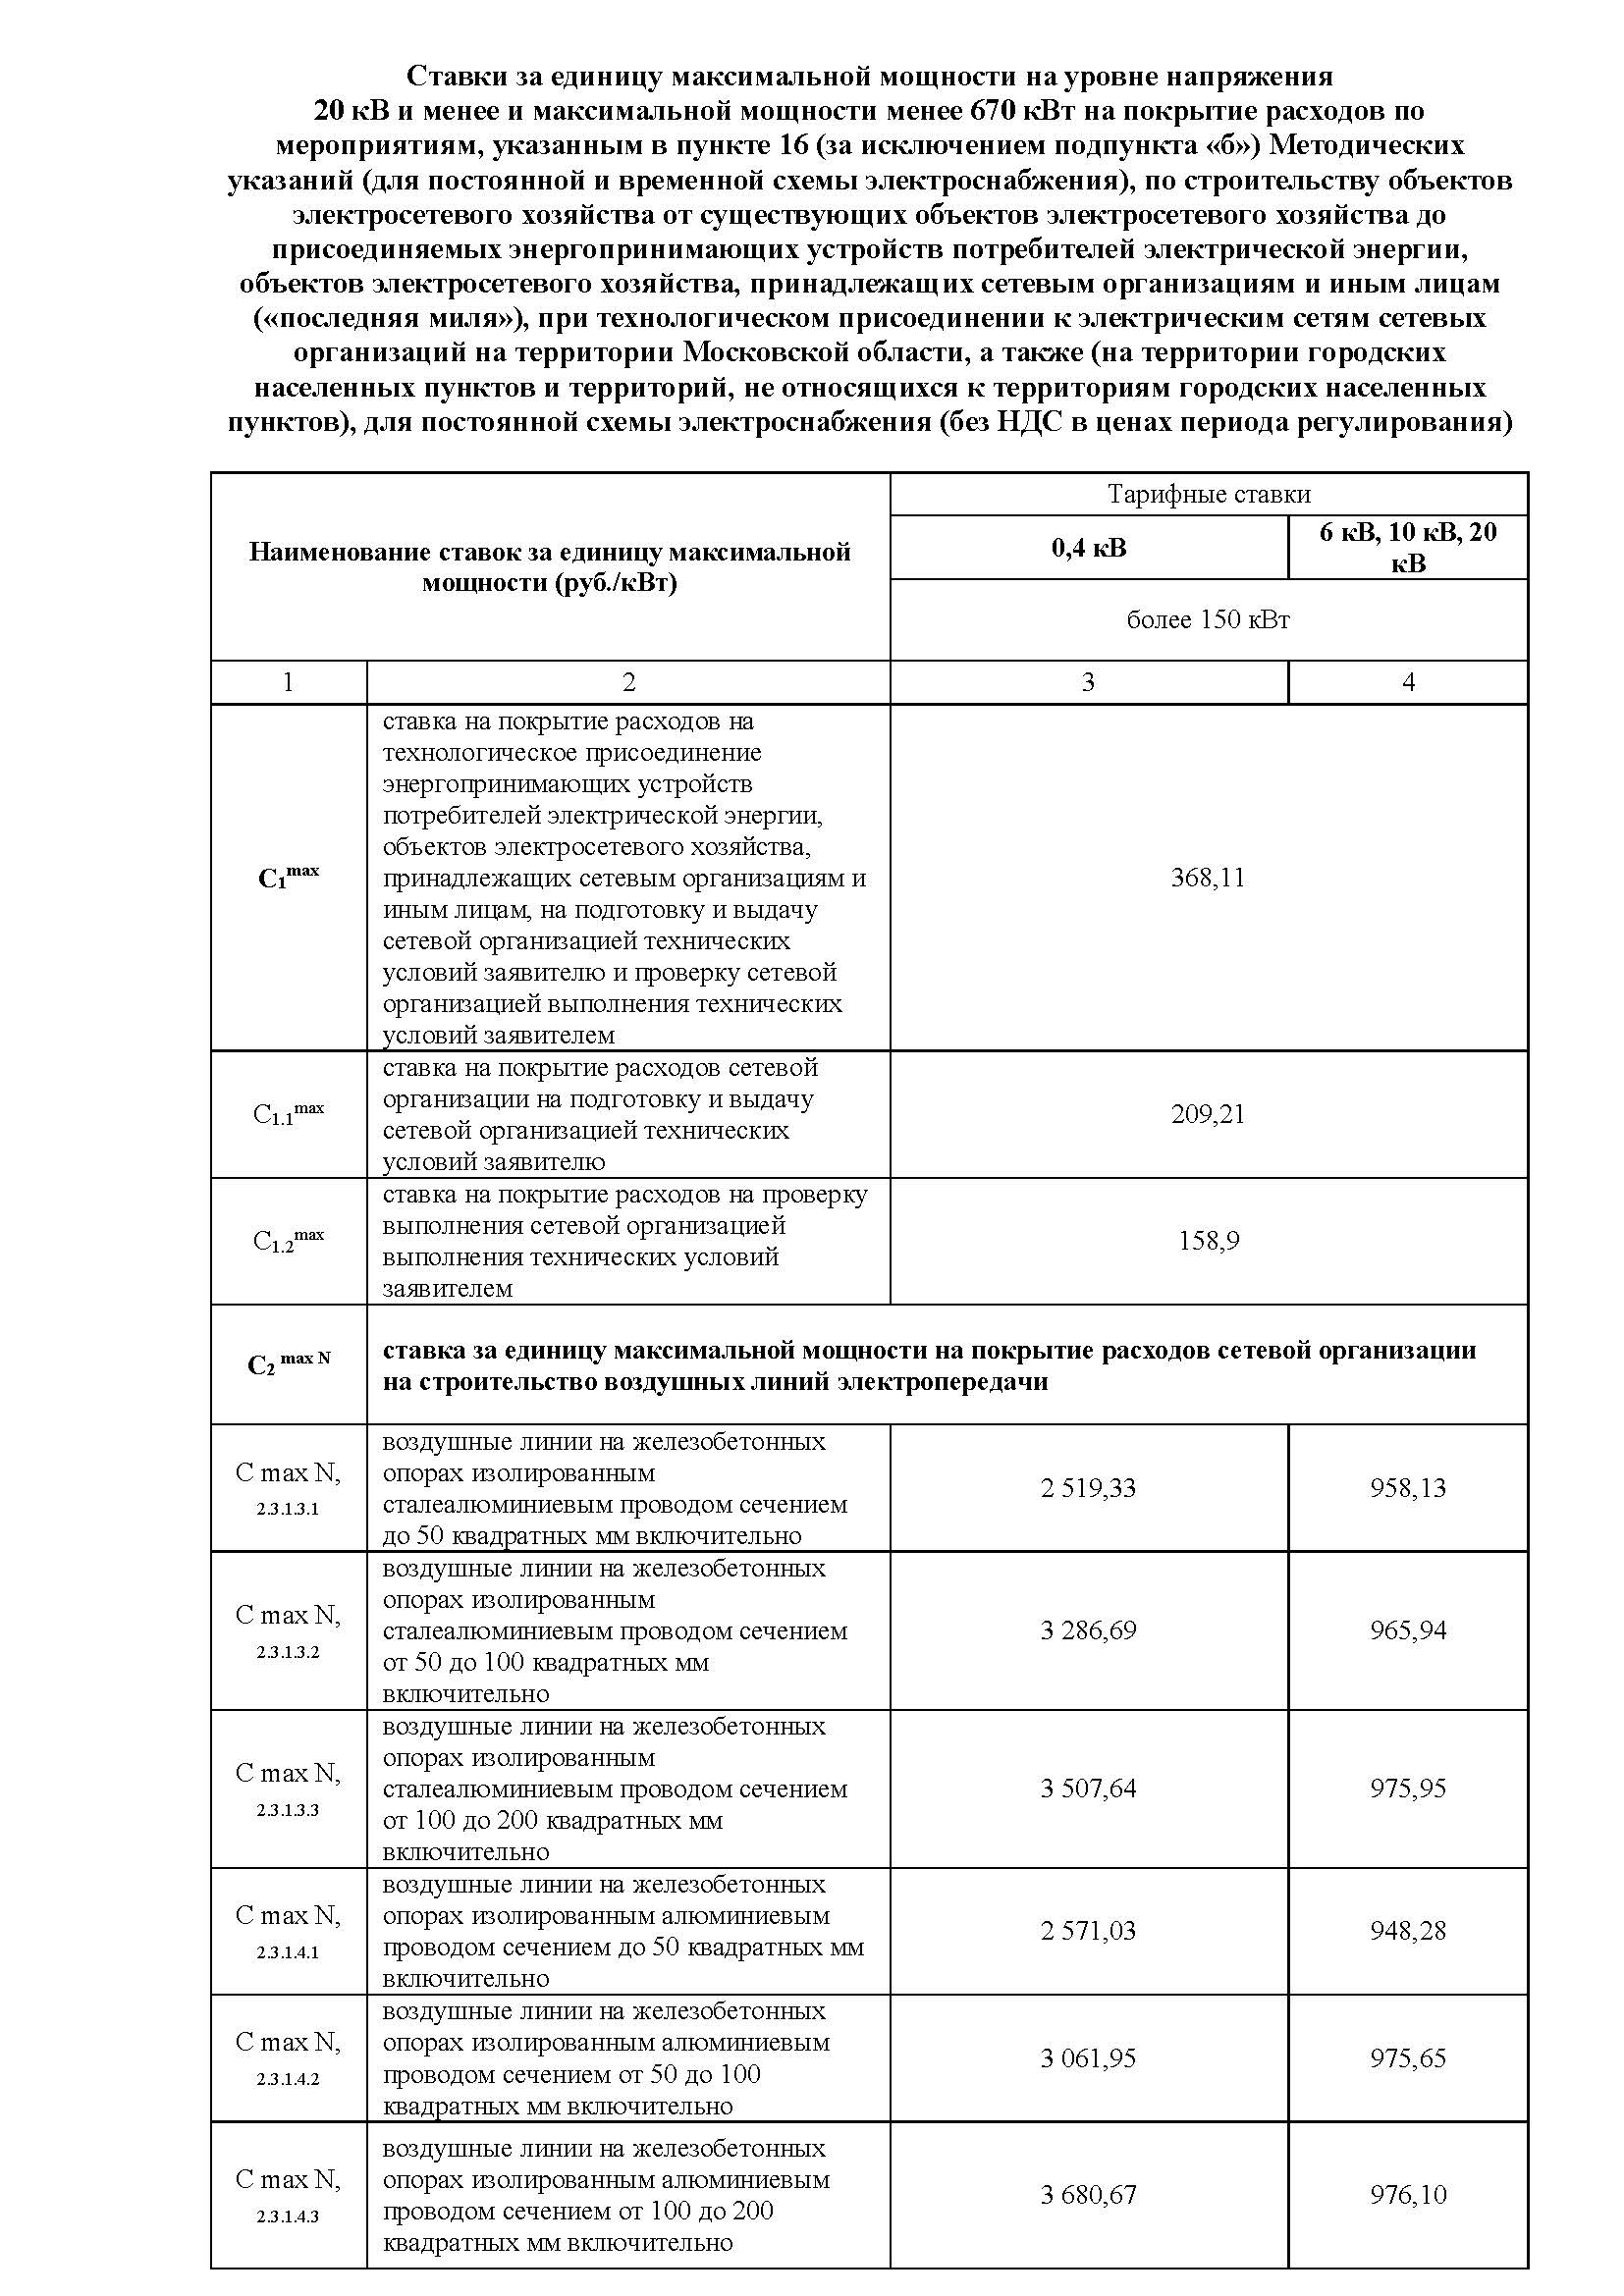 Ставки за единицу максимальной мощности на уровне напряжения
20 кВ и менее и максимальной мощности менее 670 кВт на покрытие расходов по
мероприятиям, указанным в пункте 16 (за исключением подпункта «б») Методических
указаний (для постоянной и временной схемы электроснабжения), по строительству объектов
электросетевого хозяйства от существующих объектов электросетевого хозяйства до
присоединяемых энергопринимающих устройств потребителей электрической энергии,
объектов электросетевого хозяйства, принадлежащих сетевым организациям и иным лицам
(«последняя миля»), при технологическом присоединении к электрическим сетям сетевых
организаций на территории Московской области, а также (на территории городских
населенных пунктов и территорий, не относящихся к территориям городских населенных
пунктов), для постоянной схемы электроснабжения (без НДС в ценах периода регулирования)
Наименование ставок за единицу максимальной
мощности (руб./кВт)
Тарифные ставки
0,4 кВ
6 кВ, 10 кВ, 20
кВ
более 150 кВт
1
2
3
4
С₁max
ставка на покрытие расходов на
технологическое присоединение
энергопринимающих устройств
потребителей электрической энергии,
объектов электросетевого хозяйства,
принадлежащих сетевым организациям и
иным лицам, на подготовку и выдачу
сетевой организацией технических
условий заявителю и проверку сетевой
организацией выполнения технических
условий заявителем
368,11
С1.1max
ставка на покрытие расходов сетевой
организации на подготовку и выдачу
сетевой организацией технических
условий заявителю
209,21
С1.2max
ставка на покрытие расходов на проверку
выполнения сетевой организацией
выполнения технических условий
заявителем
158,9
С₂ max N
ставка за единицу максимальной мощности на покрытие расходов сетевой организации
на строительство воздушных линий электропередачи
С max N,
2.3.1.3.1
воздушные линии на железобетонных
опорах изолированным
сталеалюминиевым проводом сечением
до 50 квадратных мм включительно
2 519,33
958,13
С max N,
2.3.1.3.2
воздушные линии на железобетонных
опорах изолированным
сталеалюминиевым проводом сечением
от 50 до 100 квадратных мм
включительно
3 286,69
965,94
С max N,
2.3.1.3.3
воздушные линии на железобетонных
опорах изолированным
сталеалюминиевым проводом сечением
от 100 до 200 квадратных мм
включительно
3 507,64
975,95
С max N,
2.3.1.4.1
воздушные линии на железобетонных
опорах изолированным алюминиевым
проводом сечением до 50 квадратных мм
включительно
2 571,03
948,28
С max N,
2.3.1.4.2
воздушные линии на железобетонных
опорах изолированным алюминиевым
проводом сечением от 50 до 100
квадратных мм включительно
3 061,95
975,65
С max N,
2.3.1.4.3
воздушные линии на железобетонных
опорах изолированным алюминиевым
проводом сечением от 100 до 200
квадратных мм включительно
3 680,67
976,10